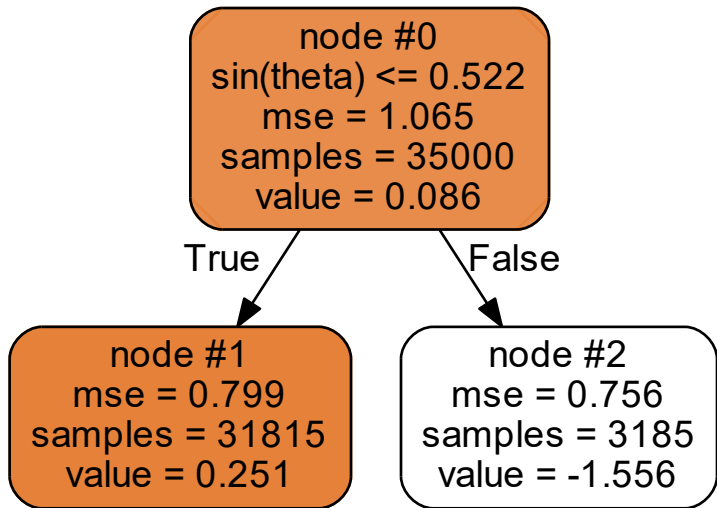 node #0
sin(theta) <= 0.522
mse = 1.065
samples = 35000
value = 0.086
True
False
node #1
mse = 0.799
samples = 31815
value = 0.251
node #2
mse = 0.756
samples = 3185
value = -1.556